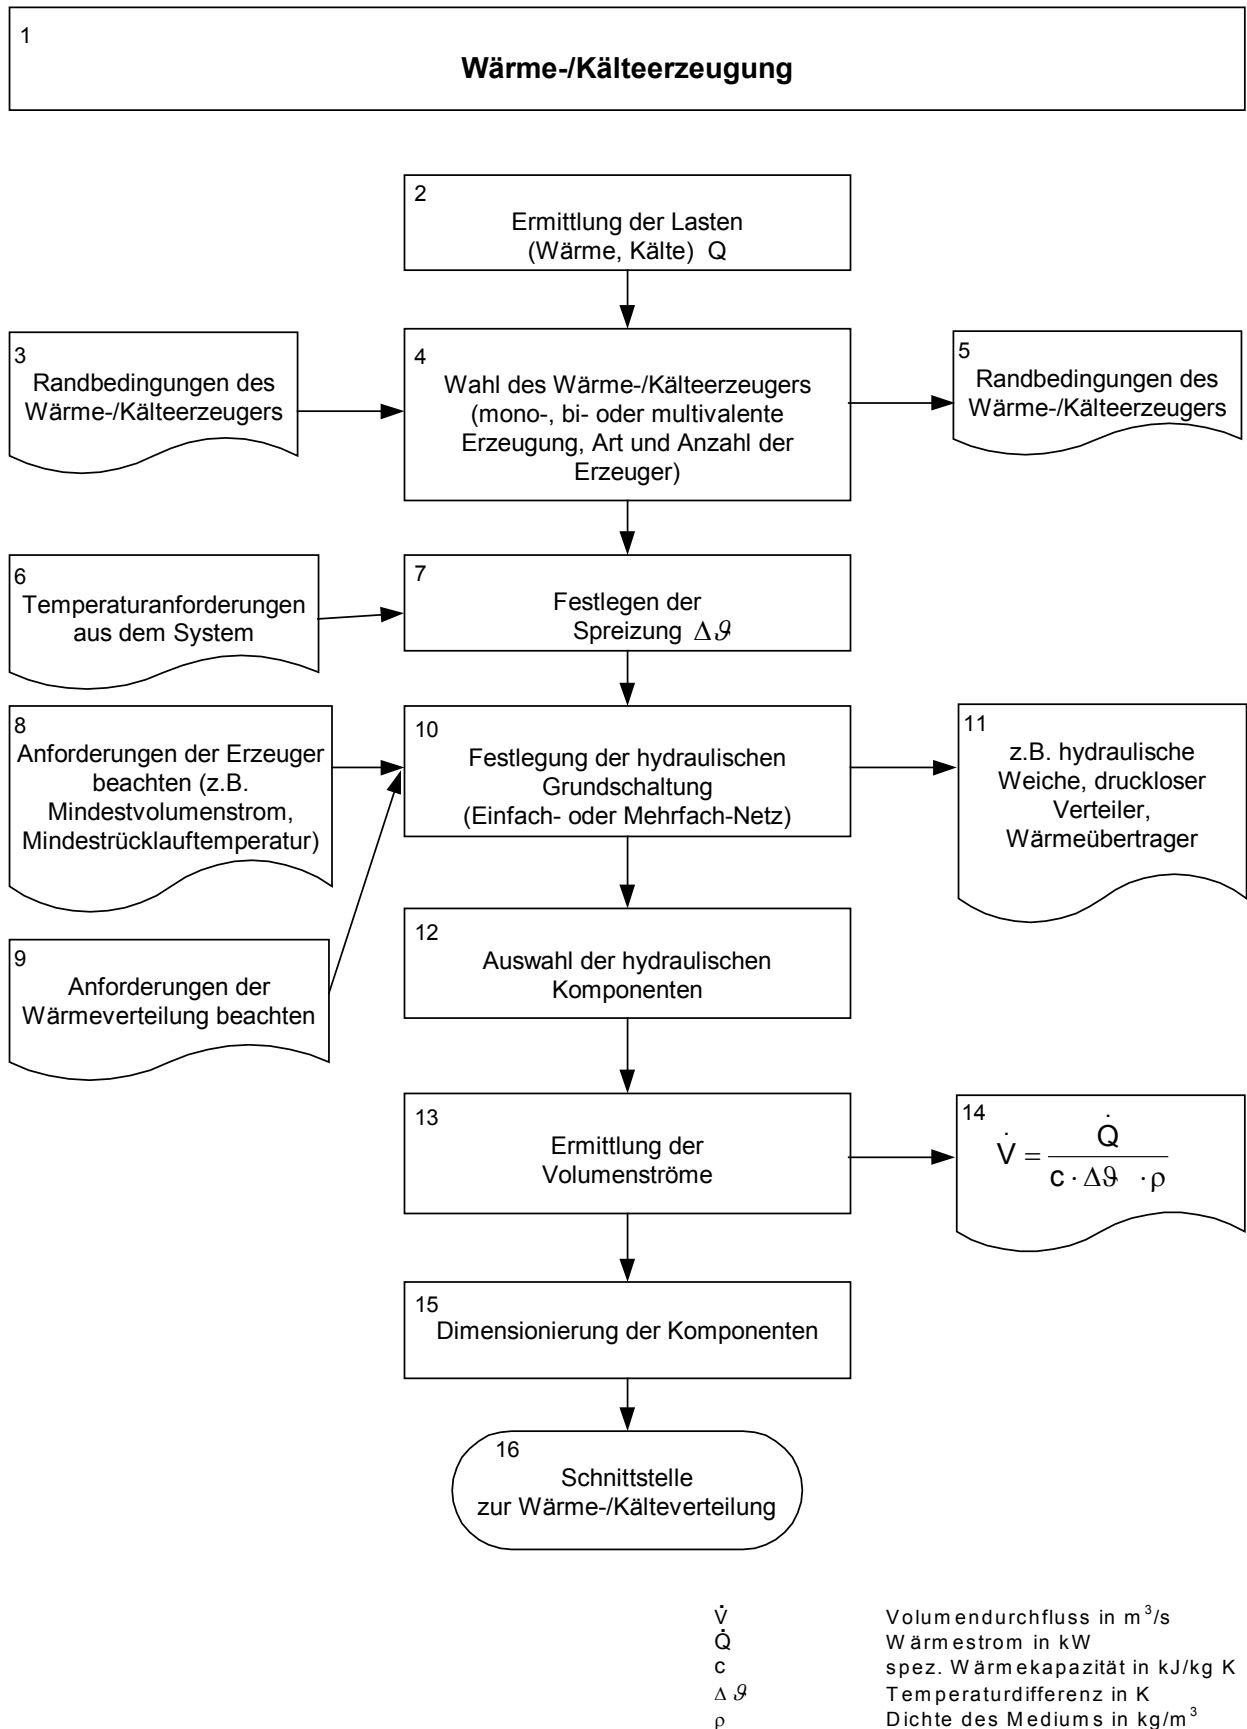 1
Wärme-/Kälteerzeugung
2
Ermittlung der Lasten
(Wärme, Kälte) Q
3
Randbedingungen des
Wärme-/Kälteerzeugers
4
Wahl des Wärme-/Kälteerzeugers
(mono-, bi- oder multivalente
Erzeugung, Art und Anzahl der
Erzeuger)
5
Randbedingungen des
Wärme-/Kälteerzeugers
6
Temperaturanforderungen
aus dem System
7
Festlegen der
Spreizung Δϑ
8
Anforderungen der Erzeuger
beachten (z.B.
Mindestvolumenstrom,
Mindestrücklauftemperatur)
9
Anforderungen der
Wärmeverteilung beachten
10
Festlegung der hydraulischen
Grundschaltung
(Einfach- oder Mehrfach-Netz)
11
z.B. hydraulische
Weiche, druckloser
Verteiler,
Wärmeübertrager
12
Auswahl der hydraulischen
Komponenten
13
Ermittlung der
Volumenströme
14
V̇ = Q̇ / (c · Δϑ · ρ)
15
Dimensionierung der Komponenten
16
Schnittstelle
zur Wärme-/Kälteverteilung
V̇ Volumendurchfluss in m³/s
Q̇ Wärmestrom in kW
c spez. Wärmekapazität in kJ/kg K
Δ ϑ Temperaturdifferenz in K
ρ Dichte des Mediums in kg/m³